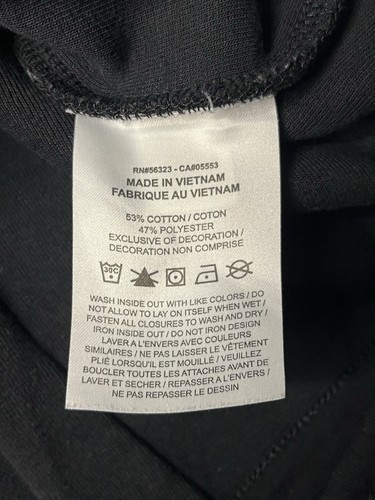 RN#56323 - CA#05553
MADE IN VIETNAM
FABRIQUE AU VIETNAM
53% COTTON / COTON
47% POLYESTER
EXCLUSIVE OF DECORATION /
DECORATION NON COMPRISE
30C
WASH INSIDE OUT WITH LIKE COLORS / DO
NOT ALLOW TO LAY ON ITSELF WHEN WET /
FASTEN ALL CLOSURES TO WASH AND DRY /
IRON INSIDE OUT / DO NOT IRON DESIGN
LAVER A L'ENVERS AVEC COULEURS
SIMILAIRES / NE PAS LAISSER LE VÊTEMENT
PLIÉ LORSQU'IL EST MOUILLÉ / VEUILLEZ
BOUCLER TOUTES LES ATTACHES AVANT DE
LAVER ET SECHER / REPASSER A L'ENVERS /
NE PAS REPASSER LE DESSIN